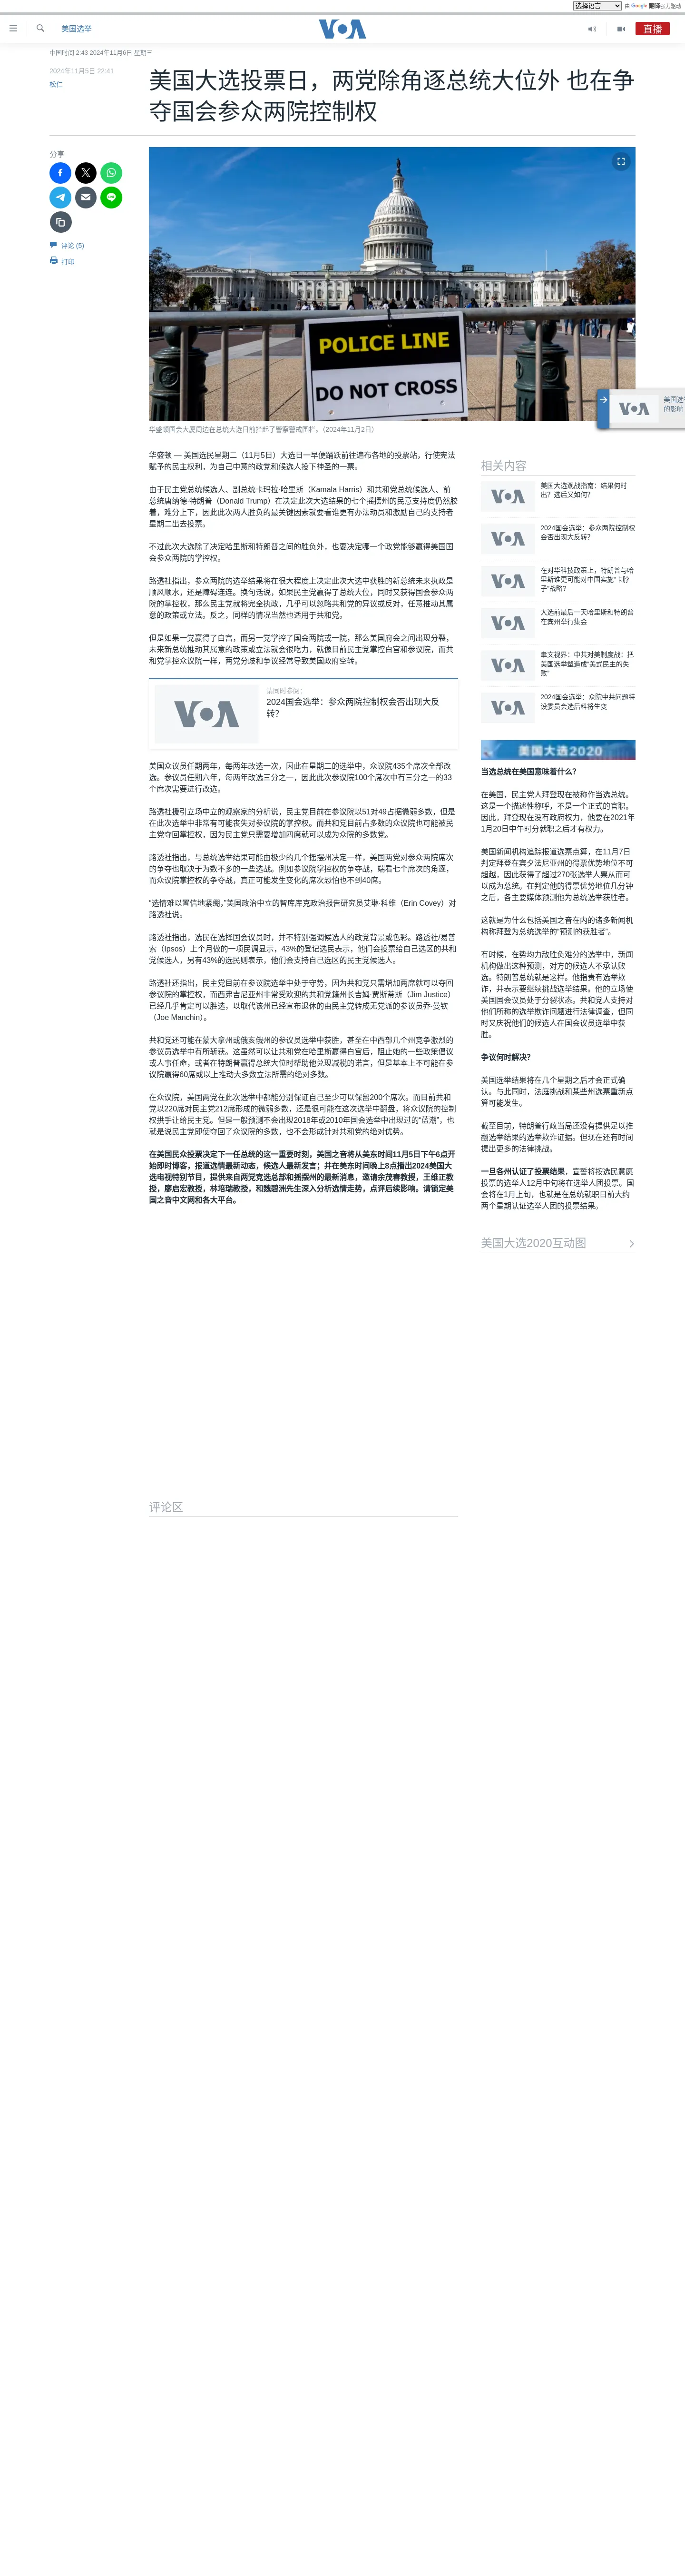 选择语言 由 Google 翻译强力驱动
美国选举
VOA
直播
中国时间 2:43 2024年11月6日 星期三
2024年11月5日 22:41
松仁
美国大选投票日，两党除角逐总统大位外 也在争
夺国会参众两院控制权
分享
评论 (5)
打印
POLICE LINE
DO NOT CROSS
华盛顿国会大厦周边在总统大选日前拦起了警察警戒围栏。（2024年11月2日）
VOA
美国选
的影响
华盛顿 — 美国选民星期二（11月5日）大选日一早便踊跃前往遍布各地的投票站，行使宪法
赋予的民主权利，为自己中意的政党和候选人投下神圣的一票。
由于民主党总统候选人、副总统卡玛拉·哈里斯（Kamala Harris）和共和党总统候选人、前
总统唐纳德·特朗普（Donald Trump）在决定此次大选结果的七个摇摆州的民意支持度仍然胶
着，难分上下，因此此次两人胜负的最关键因素就要看谁更有办法动员和激励自己的支持者
星期二出去投票。
不过此次大选除了决定哈里斯和特朗普之间的胜负外，也要决定哪一个政党能够赢得美国国
会参众两院的掌控权。
路透社指出，参众两院的选举结果将在很大程度上决定此次大选中获胜的新总统未来执政是
顺风顺水，还是障碍连连。换句话说，如果民主党赢得了总统大位，同时又获得国会参众两
院的掌控权，那么民主党就将完全执政，几乎可以忽略共和党的异议或反对，任意推动其属
意的政策或立法。反之，同样的情况当然也适用于共和党。
但是如果一党赢得了白宫，而另一党掌控了国会两院或一院，那么美国府会之间出现分裂，
未来新总统推动其属意的政策或立法就会很吃力，就像目前民主党掌控白宫和参议院，而共
和党掌控众议院一样，两党分歧和争议经常导致美国政府空转。
VOA
请同时参阅：
2024国会选举：参众两院控制权会否出现大反
转？
美国众议员任期两年，每两年改选一次，因此在星期二的选举中，众议院435个席次全部改
选。参议员任期六年，每两年改选三分之一，因此此次参议院100个席次中有三分之一的33
个席次需要进行改选。
路透社援引立场中立的观察家的分析说，民主党目前在参议院以51对49占据微弱多数，但是
在此次选举中非常有可能丧失对参议院的掌控权。而共和党目前占多数的众议院也可能被民
主党夺回掌控权，因为民主党只需要增加四席就可以成为众院的多数党。
路透社指出，与总统选举结果可能由极少的几个摇摆州决定一样，美国两党对参众两院席次
的争夺也取决于为数不多的一些选战。例如参议院掌控权的争夺战，端看七个席次的角逐，
而众议院掌控权的争夺战，真正可能发生变化的席次恐怕也不到40席。
“选情难以置信地紧绷，”美国政治中立的智库库克政治报告研究员艾琳·科维（Erin Covey）对
路透社说。
路透社指出，选民在选择国会议员时，并不特别强调候选人的政党背景或色彩。路透社/易普
索（Ipsos）上个月做的一项民调显示，43%的登记选民表示，他们会投票给自己选区的共和
党候选人，另有43%的选民则表示，他们会支持自己选区的民主党候选人。
路透社还指出，民主党目前在参议院选举中处于守势，因为共和党只需增加两席就可以夺回
参议院的掌控权，而西弗吉尼亚州非常受欢迎的共和党籍州长吉姆·贾斯蒂斯（Jim Justice）
已经几乎肯定可以胜选，以取代该州已经宣布退休的由民主党转成无党派的参议员乔·曼钦
（Joe Manchin）。
共和党还可能在蒙大拿州或俄亥俄州的参议员选举中获胜，甚至在中西部几个州竞争激烈的
参议员选举中有所斩获。这虽然可以让共和党在哈里斯赢得白宫后，阻止她的一些政策倡议
或人事任命，或者在特朗普赢得总统大位时帮助他兑现减税的诺言，但是基本上不可能在参
议院赢得60席或以上推动大多数立法所需的绝对多数。
在众议院，美国两党在此次选举中都能分别保证自己至少可以保留200个席次。而目前共和
党以220席对民主党212席形成的微弱多数，还是很可能在这次选举中翻盘，将众议院的控制
权拱手让给民主党。但是一般预测不会出现2018年或2010年国会选举中出现过的“蓝潮”，也
就是说民主党即使夺回了众议院的多数，也不会形成针对共和党的绝对优势。
在美国民众投票决定下一任总统的这一重要时刻，美国之音将从美东时间11月5日下午6点开
始即时博客，报道选情最新动态，候选人最新发言；并在美东时间晚上8点播出2024美国大
选电视特别节目，提供来自两党竞选总部和摇摆州的最新消息，邀请余茂春教授，王维正教
授，廖启宏教授，林培瑞教授，和魏碧洲先生深入分析选情走势，点评后续影响。请锁定美
国之音中文网和各大平台。
评论区
相关内容
VOA
美国大选观战指南：结果何时
出？选后又如何？
VOA
2024国会选举：参众两院控制权
会否出现大反转？
VOA
在对华科技政策上，特朗普与哈
里斯谁更可能对中国实施“卡脖
子”战略?
VOA
大选前最后一天哈里斯和特朗普
在宾州举行集会
VOA
聿文视界：中共对美制度战：把
美国选举塑造成“美式民主的失
败”
VOA
2024国会选举：众院中共问题特
设委员会选后料将生变
美国大选2020
当选总统在美国意味着什么？
在美国，民主党人拜登现在被称作当选总统。
这是一个描述性称呼，不是一个正式的官职。
因此，拜登现在没有政府权力，他要在2021年
1月20日中午时分就职之后才有权力。
美国新闻机构追踪报道选票点算，在11月7日
判定拜登在宾夕法尼亚州的得票优势地位不可
超越，因此获得了超过270张选举人票从而可
以成为总统。在判定他的得票优势地位几分钟
之后，各主要媒体预测他为总统选举获胜者。
这就是为什么包括美国之音在内的诸多新闻机
构称拜登为总统选举的“预测的获胜者”。
有时候，在势均力敌胜负难分的选举中，新闻
机构做出这种预测，对方的候选人不承认败
选。特朗普总统就是这样。他指责有选举欺
诈，并表示要继续挑战选举结果。他的立场使
美国国会议员处于分裂状态。共和党人支持对
他们所称的选举欺诈问题进行法律调查，但同
时又庆祝他们的候选人在国会议员选举中获
胜。
争议何时解决？
美国选举结果将在几个星期之后才会正式确
认。与此同时，法庭挑战和某些州选票重新点
算可能发生。
截至目前，特朗普行政当局还没有提供足以推
翻选举结果的选举欺诈证据。但现在还有时间
提出更多的法律挑战。
一旦各州认证了投票结果，宣誓将按选民意愿
投票的选举人12月中旬将在选举人团投票。国
会将在1月上旬，也就是在总统就职日前大约
两个星期认证选举人团的投票结果。
美国大选2020互动图